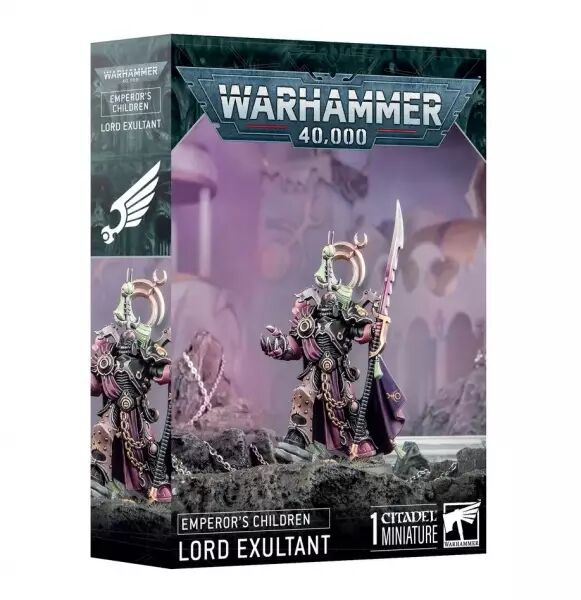 WARHAMMER
40,000
EMPEROR'S
CHILDREN
LORD EXULTANT
WARHAMMER
40,000
EMPEROR'S CHILDREN
LORD EXULTANT
1 CITADEL
MINIATURE
WARHAMMER